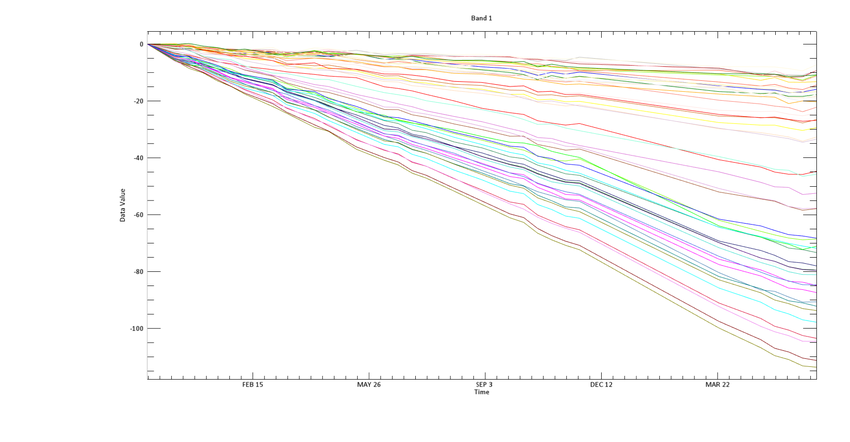 Band 1
0
-20
-40
-60
-80
-100
Data Value
FEB 15
MAY 26
SEP 3
DEC 12
MAR 22
Time